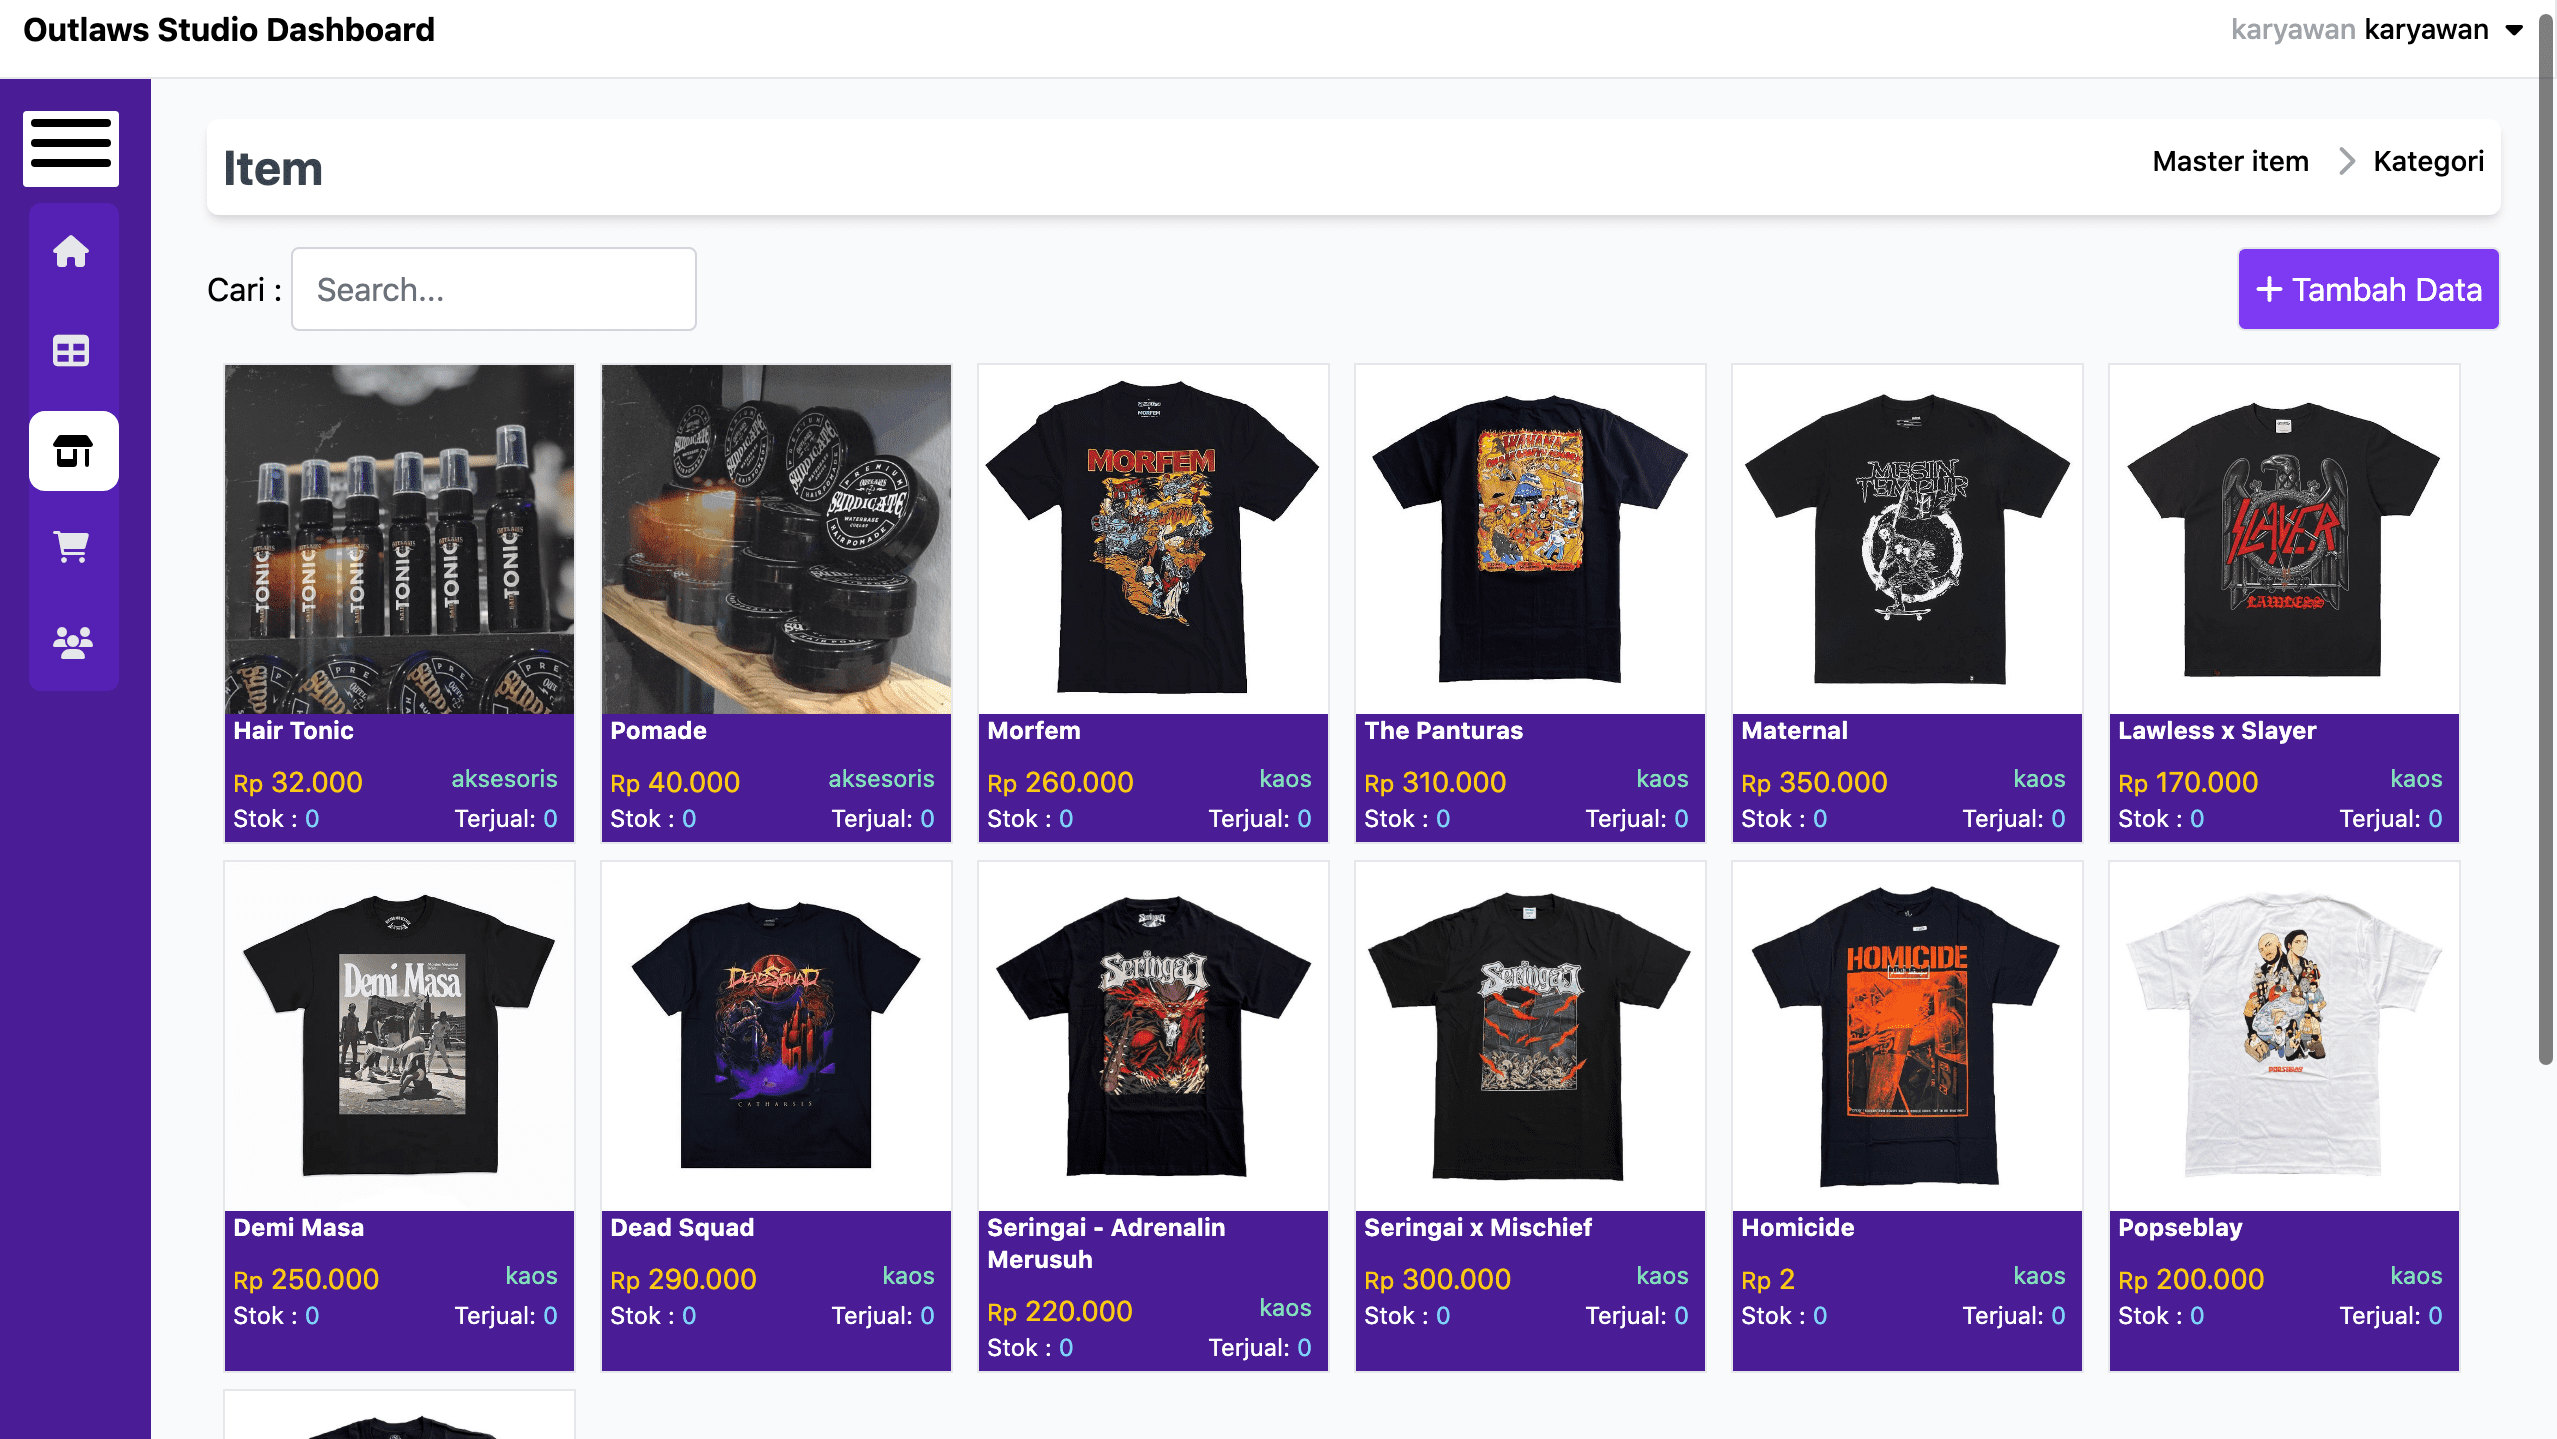 Outlaws Studio Dashboard
karyawan karyawan
Item
Master item
Kategori
Cari :
Search...
+ Tambah Data
TONIC
TONIC
TONIC
TONIC
TONIC
TONIC
PREMIUM
SYNDICATE
WATERBASE
HAIR POMADE
MORFEM
MESIN
TEMPUR
SLAYER
LAWLESS
Hair Tonic
Pomade
Morfem
The Panturas
Maternal
Lawless x Slayer
Rp 32.000 aksesoris
Rp 40.000 aksesoris
Rp 260.000 kaos
Rp 310.000 kaos
Rp 350.000 kaos
Rp 170.000 kaos
Stok : 0 Terjual: 0
Stok : 0 Terjual: 0
Stok : 0 Terjual: 0
Stok : 0 Terjual: 0
Stok : 0 Terjual: 0
Stok : 0 Terjual: 0
Demi Masa
DEADSQUAD
CATHARSIS
Seringai
Seringai
HOMICIDE
Demi Masa
Dead Squad
Seringai - Adrenalin
Merusuh
Seringai x Mischief
Homicide
Popseblay
Rp 250.000 kaos
Rp 290.000 kaos
Rp 220.000 kaos
Rp 300.000 kaos
Rp 2 kaos
Rp 200.000 kaos
Stok : 0 Terjual: 0
Stok : 0 Terjual: 0
Stok : 0 Terjual: 0
Stok : 0 Terjual: 0
Stok : 0 Terjual: 0
Stok : 0 Terjual: 0